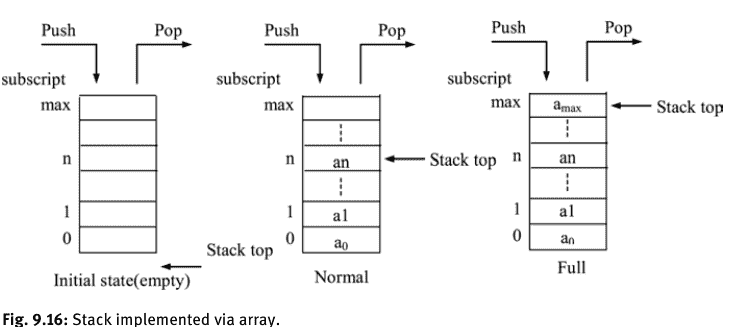 Push Pop Push Pop Push Pop
subscript subscript subscript
max max max amax Stack top
n n an Stack top n an
1 1 a1 1 a1
0 0 a0 0 a0
Stack top
Initial state(empty) Normal Full
Fig. 9.16: Stack implemented via array.